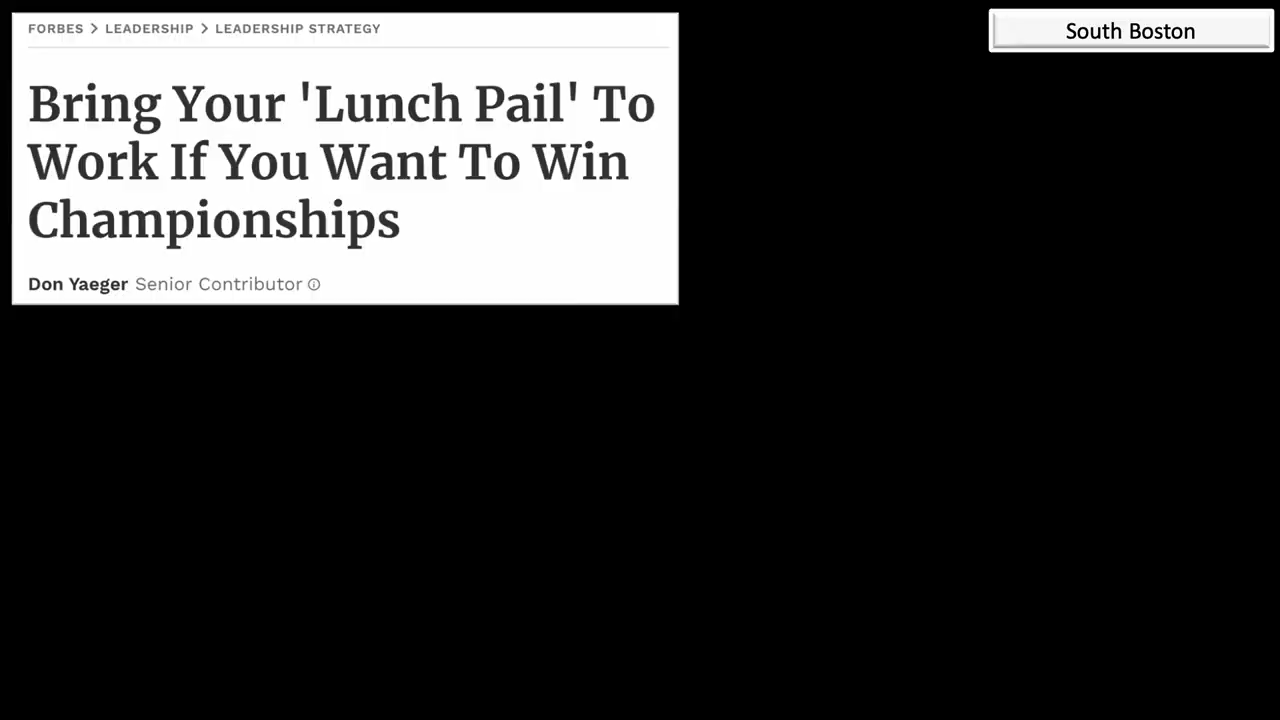 FORBES > LEADERSHIP > LEADERSHIP STRATEGY
South Boston
Bring Your 'Lunch Pail' To
Work If You Want To Win
Championships
Don Yaeger Senior Contributor